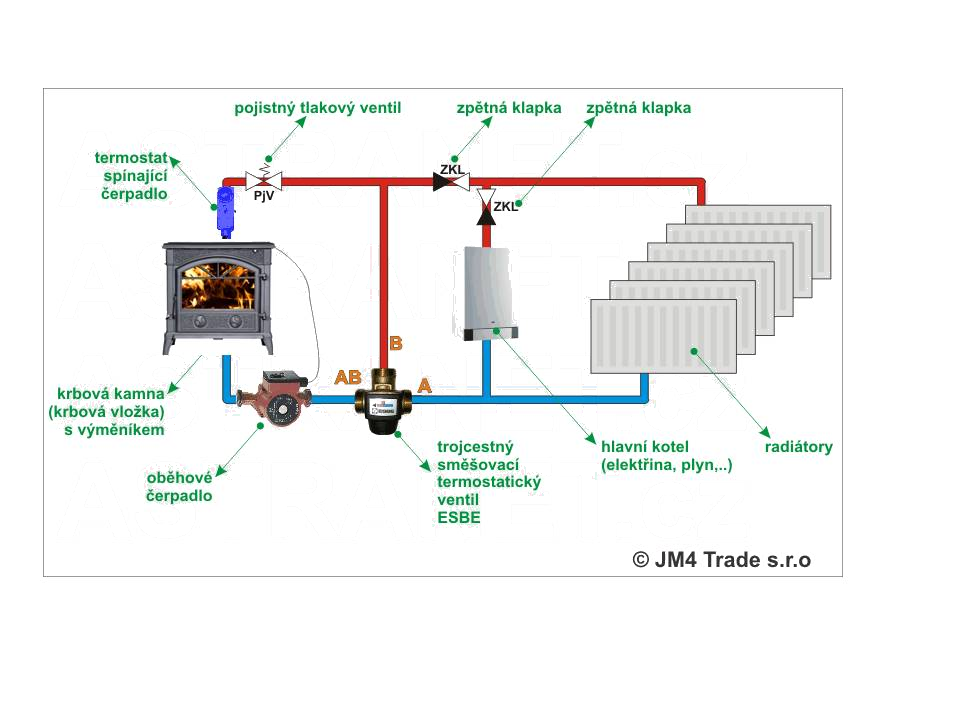 pojistný tlakový ventil
zpětná klapka
zpětná klapka
termostat
spínající
čerpadlo
PjV
ZKL
ZKL
B
AB
A
krbová kamna
(krbová vložka)
s výměníkem
oběhové
čerpadlo
trojcestný
směšovací
termostatický
ventil
ESBE
hlavní kotel
(elektřina, plyn,..)
radiátory
© JM4 Trade s.r.o